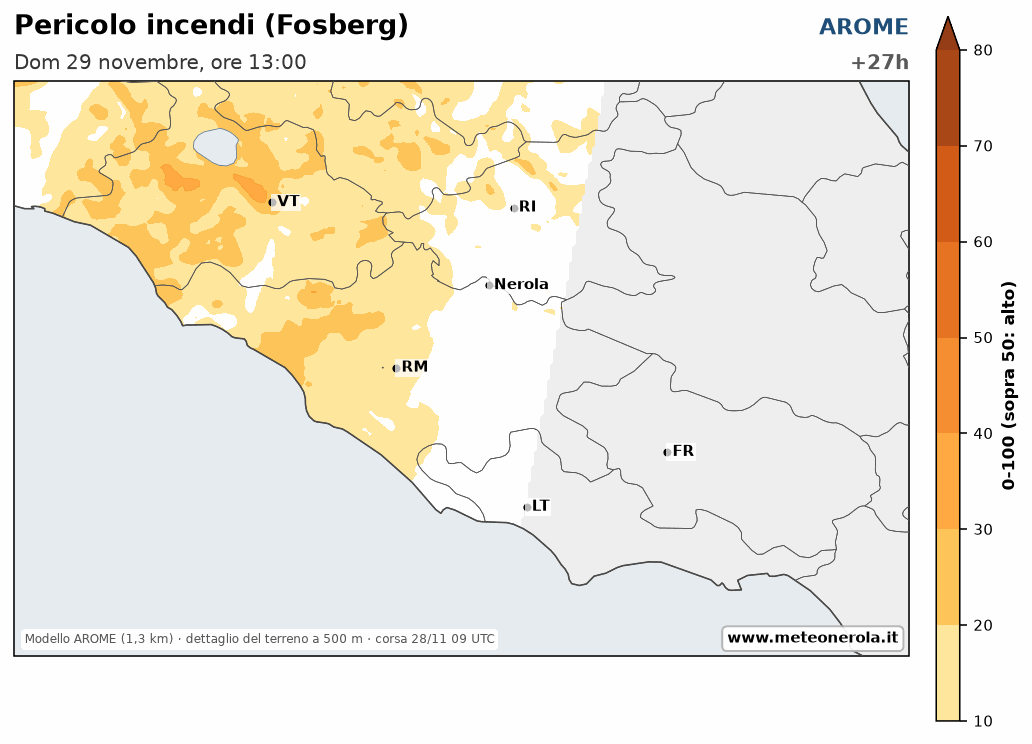 Pericolo incendi (Fosberg)
AROME
Dom 29 novembre, ore 13:00
+27h
VT
RI
Nerola
RM
FR
LT
Modello AROME (1,3 km) · dettaglio del terreno a 500 m · corsa 28/11 09 UTC
www.meteonerola.it
80
70
60
50
40
30
20
10
0-100 (sopra 50: alto)